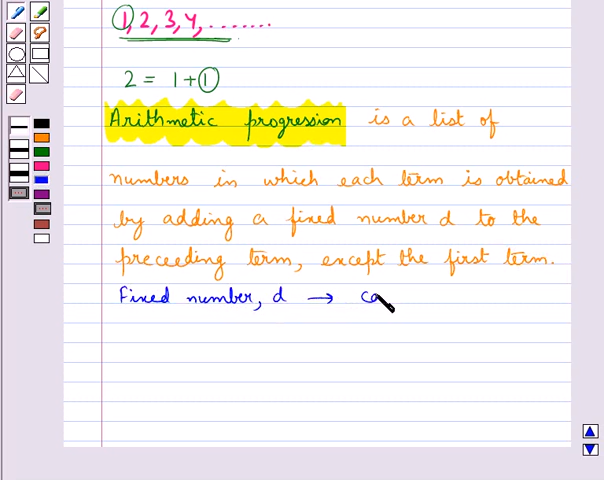 1, 2, 3, 4, ........
2 = 1 + 1
Arithmetic progression is a list of
numbers in which each term is obtained
by adding a fixed number d to the
preceeding term, except the first term.
Fixed number, d → co